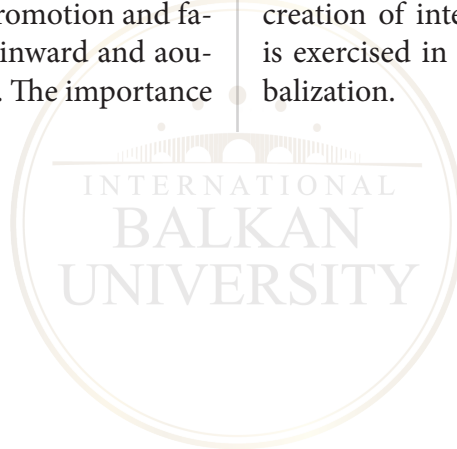 romotion and fa-
inward and aou-
. The importance
creation of inte
is exercised in
balization.
INTERNATIONAL
BALKAN
UNIVERSITY